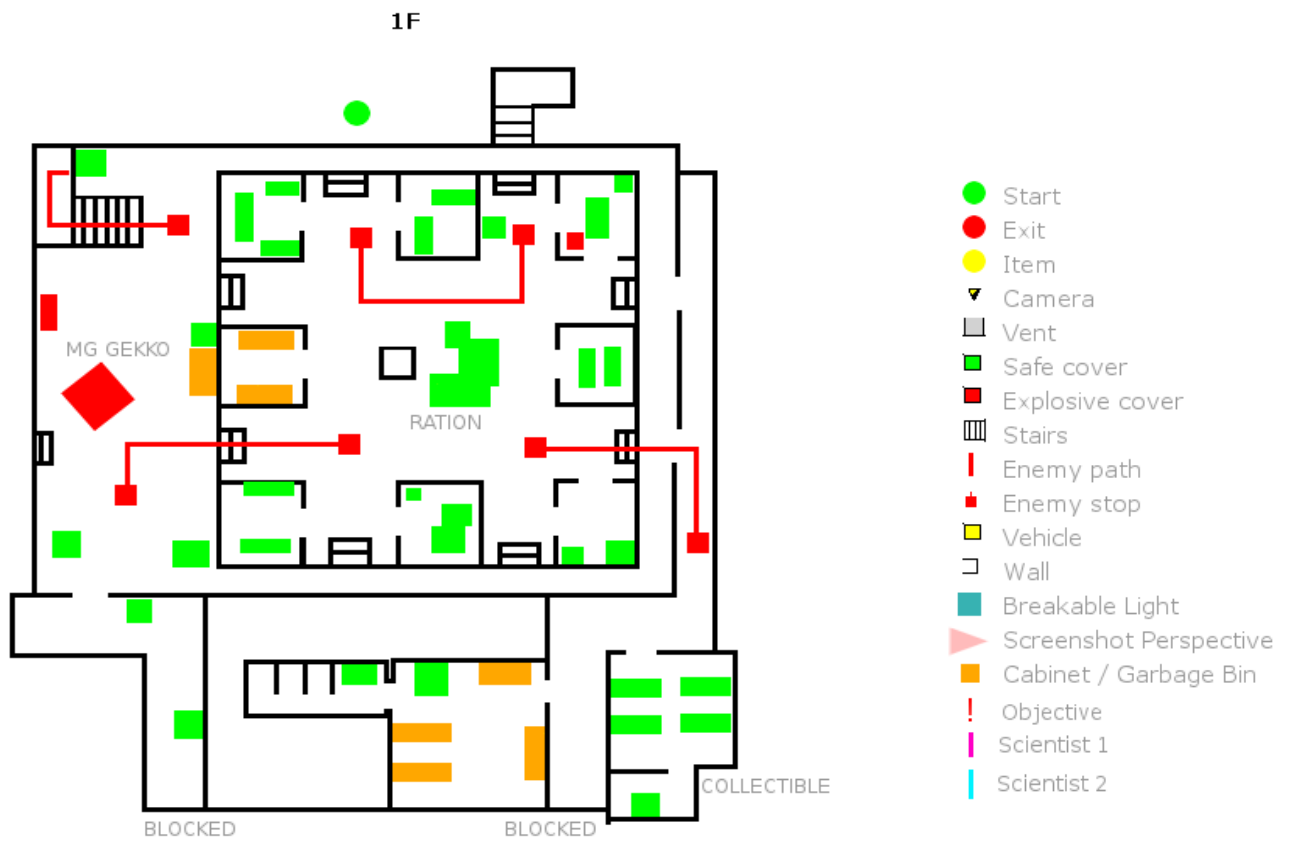 1F
MG GEKKO
RATION
COLLECTIBLE
BLOCKED
BLOCKED
Start
Exit
Item
Camera
Vent
Safe cover
Explosive cover
Stairs
Enemy path
Enemy stop
Vehicle
Wall
Breakable Light
Screenshot Perspective
Cabinet / Garbage Bin
! Objective
Scientist 1
Scientist 2